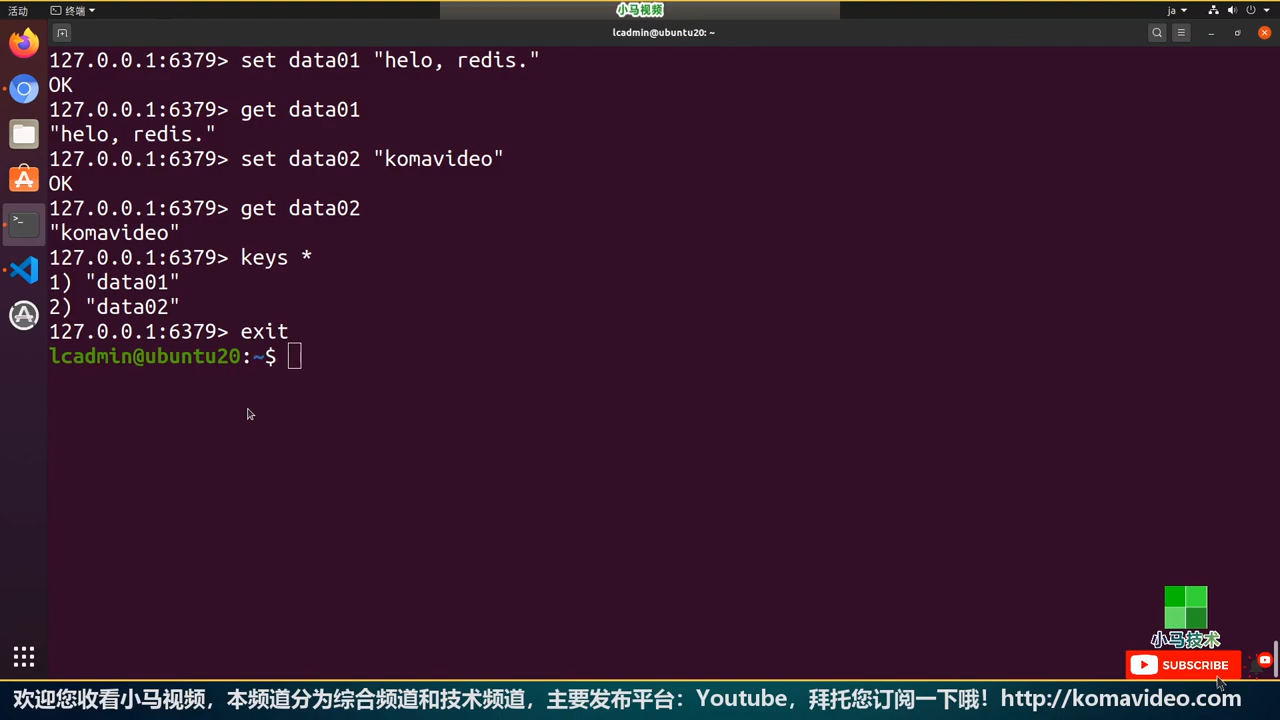 活动
终端
小马视频
ja
lcadmin@ubuntu20: ~
127.0.0.1:6379> set data01 "helo, redis."
OK
127.0.0.1:6379> get data01
"helo, redis."
127.0.0.1:6379> set data02 "komavideo"
OK
127.0.0.1:6379> get data02
"komavideo"
127.0.0.1:6379> keys *
1) "data01"
2) "data02"
127.0.0.1:6379> exit
lcadmin@ubuntu20:~$
小马技术
SUBSCRIBE
欢迎您收看小马视频，本频道分为综合频道和技术频道，主要发布平台：Youtube，拜托您订阅一下哦！http://komavideo.com